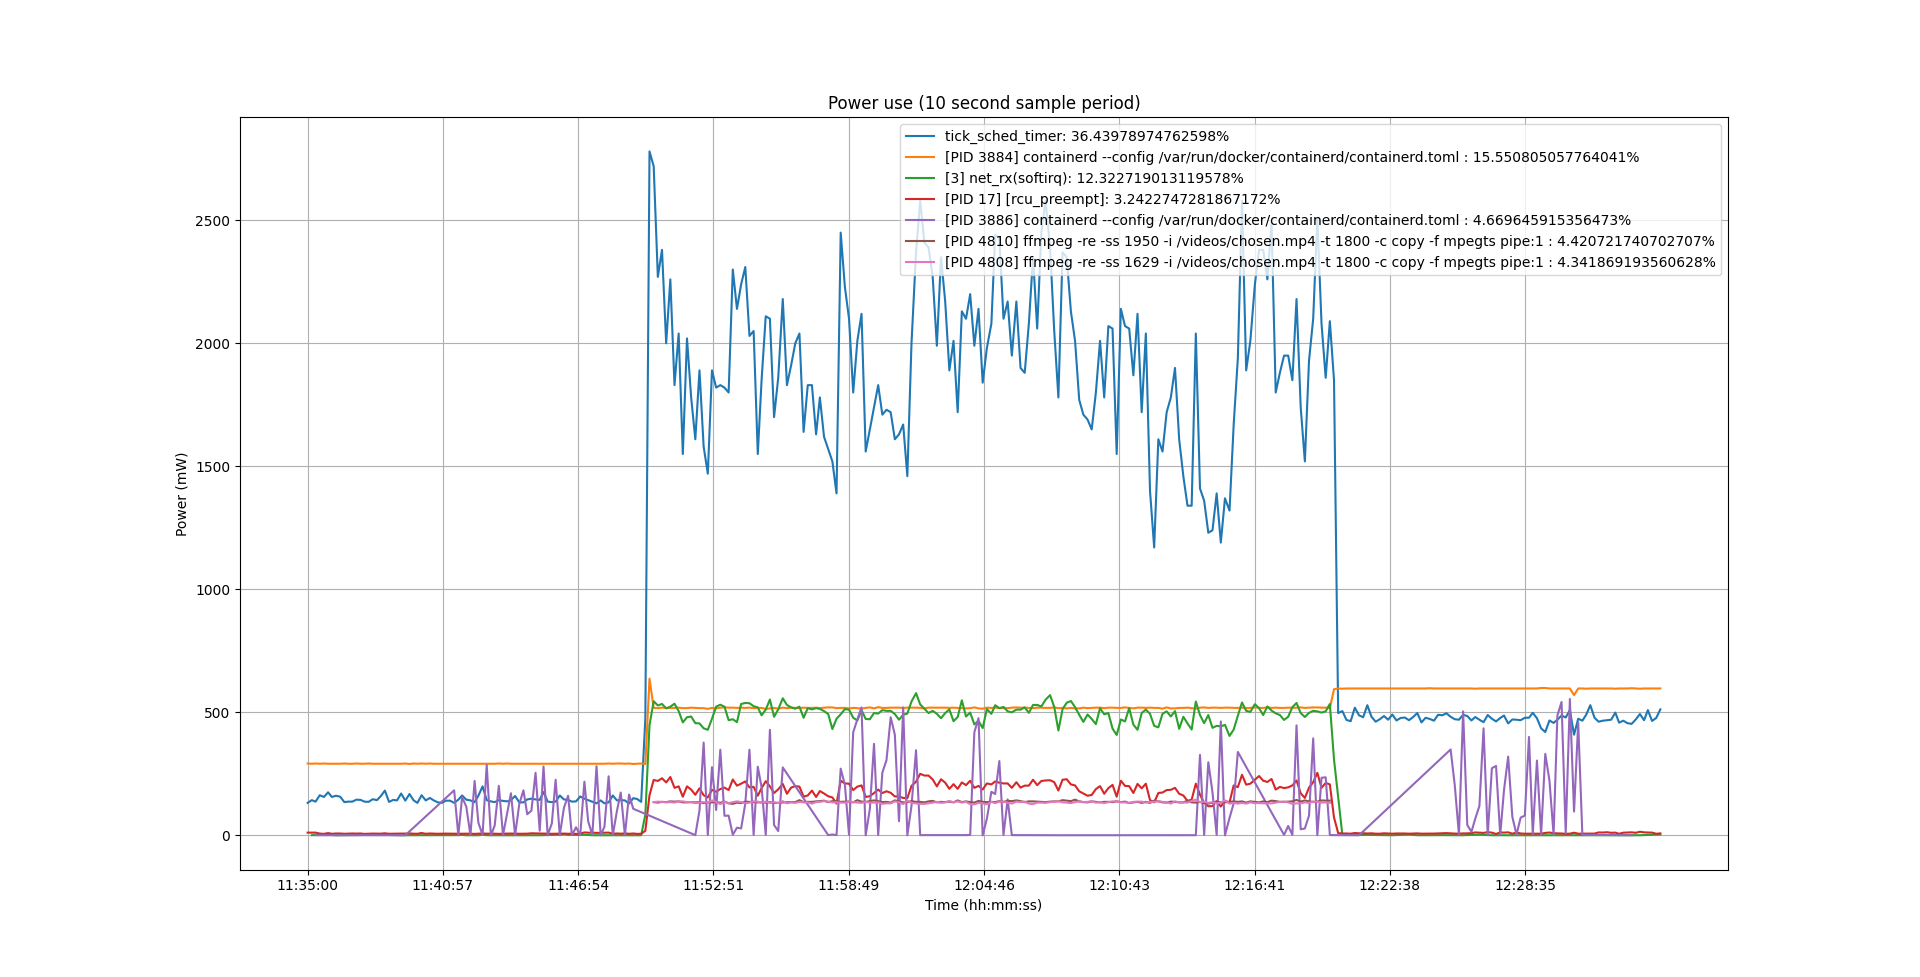 Power use (10 second sample period)
tick_sched_timer: 36.43978974762598%
[PID 3884] containerd --config /var/run/docker/containerd/containerd.toml : 15.550805057764041%
[3] net_rx(softirq): 12.322719013119578%
[PID 17] [rcu_preempt]: 3.2422747281867172%
[PID 3886] containerd --config /var/run/docker/containerd/containerd.toml : 4.669645915356473%
[PID 4810] ffmpeg -re -ss 1950 -i /videos/chosen.mp4 -t 1800 -c copy -f mpegts pipe:1 : 4.420721740702707%
[PID 4808] ffmpeg -re -ss 1629 -i /videos/chosen.mp4 -t 1800 -c copy -f mpegts pipe:1 : 4.341869193560628%
2500
2000
1500
1000
500
0
Power (mW)
11:35:00 11:40:57 11:46:54 11:52:51 11:58:49 12:04:46 12:10:43 12:16:41 12:22:38 12:28:35
Time (hh:mm:ss)